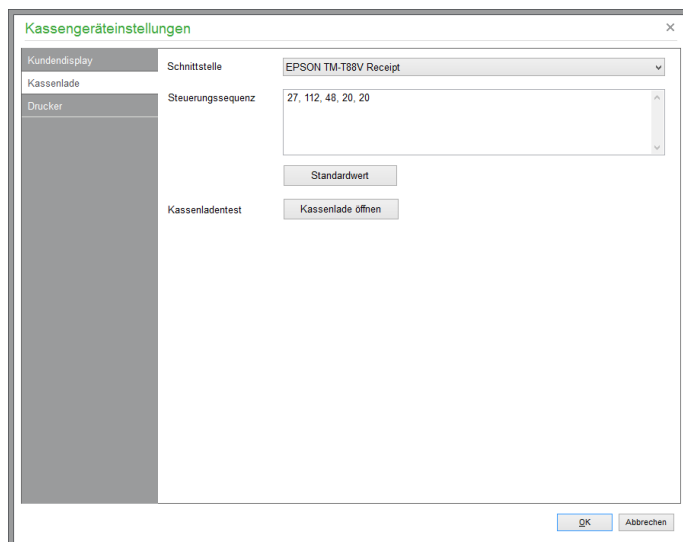 Kassengeräteinstellungen
Kundendisplay
Kassenlade
Drucker
Schnittstelle
EPSON TM-T88V Receipt
Steuerungssequenz
27, 112, 48, 20, 20
Standardwert
Kassenladentest
Kassenlade öffnen
OK
Abbrechen